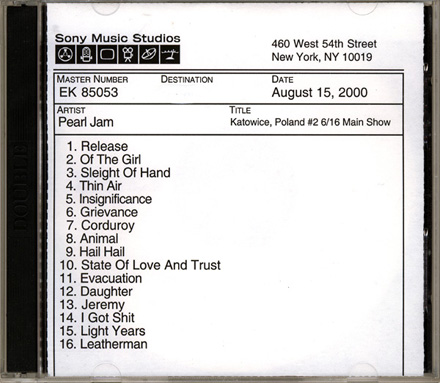 Sony Music Studios
460 West 54th Street
New York, NY 10019
Master Number
Destination
Date
EK 85053
August 15, 2000
Artist
Title
Pearl Jam
Katowice, Poland #2 6/16 Main Show
1. Release
2. Of The Girl
3. Sleight Of Hand
4. Thin Air
5. Insignificance
6. Grievance
7. Corduroy
8. Animal
9. Hail Hail
10. State Of Love And Trust
11. Evacuation
12. Daughter
13. Jeremy
14. I Got Shit
15. Light Years
16. Leatherman